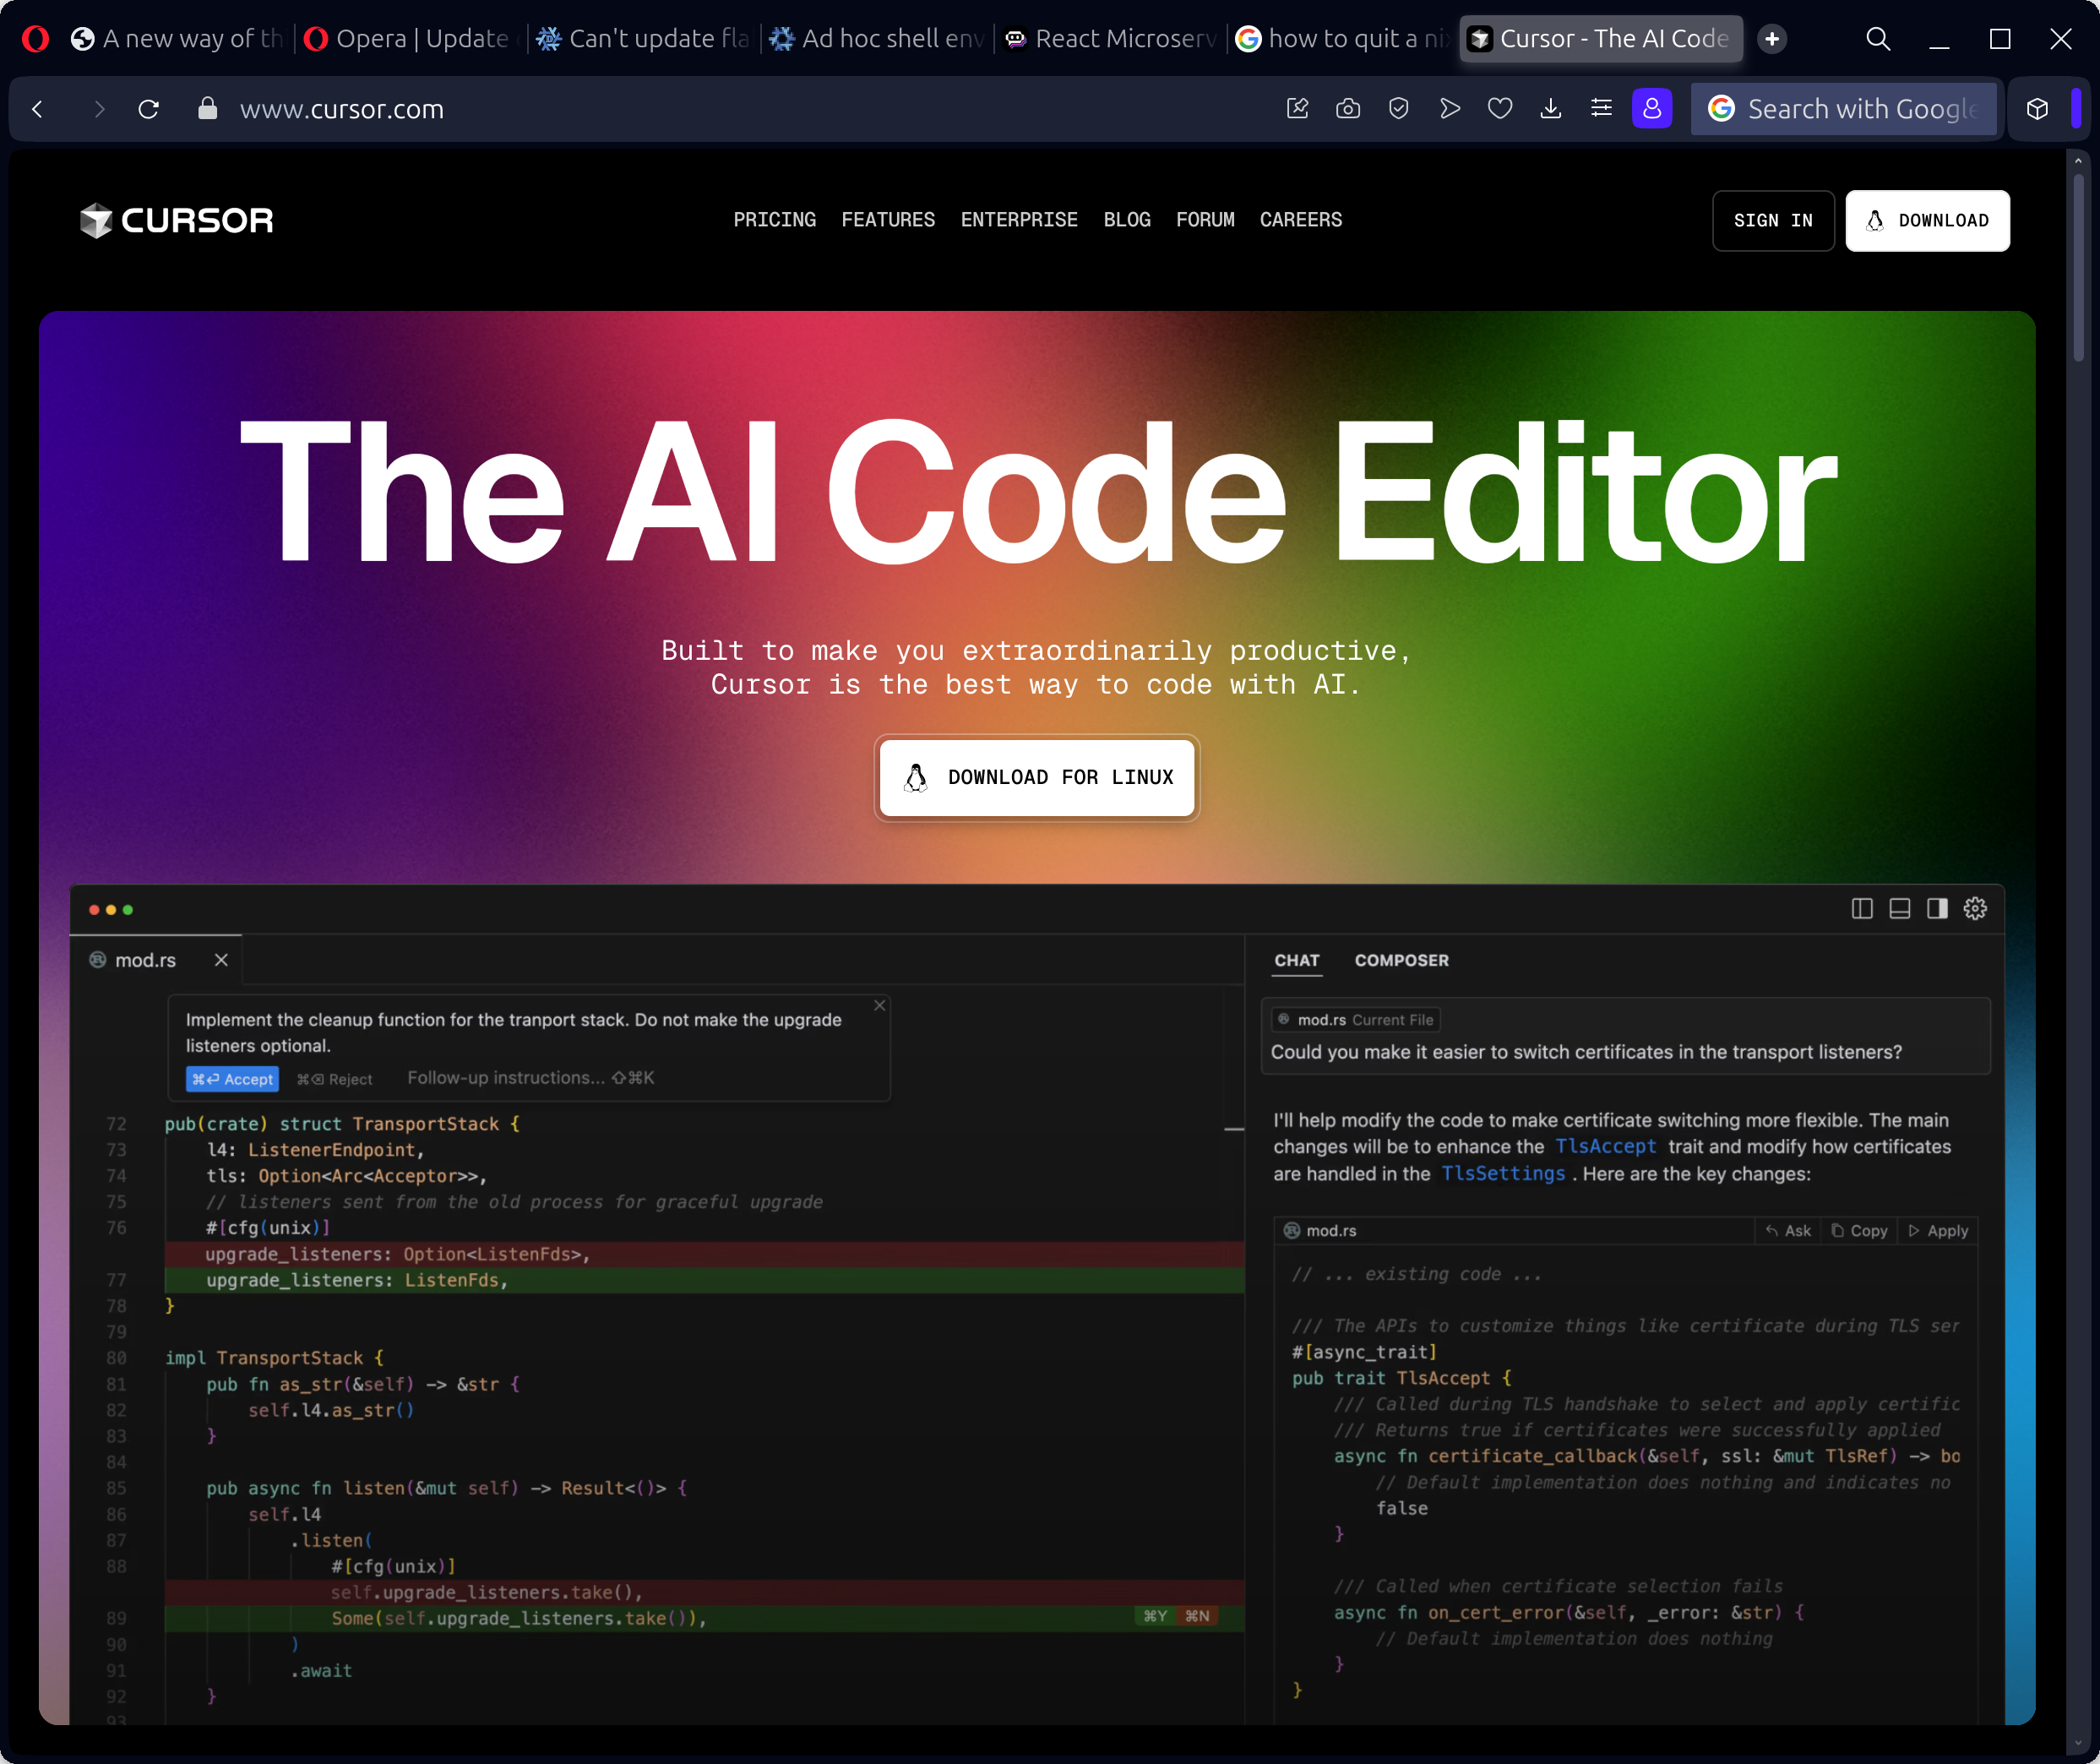 A new way of th
Opera | Update
Can't update fla
Ad hoc shell env
React Microserv
how to quit a nix
Cursor - The AI Code
www.cursor.com
Search with Google
CURSOR
PRICING FEATURES ENTERPRISE BLOG FORUM CAREERS
SIGN IN
DOWNLOAD
The AI Code Editor
Built to make you extraordinarily productive,
Cursor is the best way to code with AI.
DOWNLOAD FOR LINUX
mod.rs
Implement the cleanup function for the tranport stack. Do not make the upgrade
listeners optional.
⌘⏎ Accept ⌘⌫ Reject Follow-up instructions... ⇧⌘K
72 pub(crate) struct TransportStack {
73 l4: ListenerEndpoint,
74 tls: Option<Arc<Acceptor>>,
75 // listeners sent from the old process for graceful upgrade
76 #[cfg(unix)]
upgrade_listeners: Option<ListenFds>,
77 upgrade_listeners: ListenFds,
78 }
79
80 impl TransportStack {
81 pub fn as_str(&self) -> &str {
82 self.l4.as_str()
83 }
84
85 pub async fn listen(&mut self) -> Result<()> {
86 self.l4
87 .listen(
88 #[cfg(unix)]
self.upgrade_listeners.take(),
89 Some(self.upgrade_listeners.take()), ⌘Y ⌘N
90 )
91 .await
92 }
93
CHAT COMPOSER
mod.rs Current File
Could you make it easier to switch certificates in the transport listeners?
I'll help modify the code to make certificate switching more flexible. The main
changes will be to enhance the TlsAccept trait and modify how certificates
are handled in the TlsSettings . Here are the key changes:
mod.rs Ask Copy Apply
// ... existing code ...
/// The APIs to customize things like certificate during TLS ser
#[async_trait]
pub trait TlsAccept {
/// Called during TLS handshake to select and apply certific
/// Returns true if certificates were successfully applied
async fn certificate_callback(&self, ssl: &mut TlsRef) -> bo
// Default implementation does nothing and indicates no
false
}
/// Called when certificate selection fails
async fn on_cert_error(&self, _error: &str) {
// Default implementation does nothing
}
}